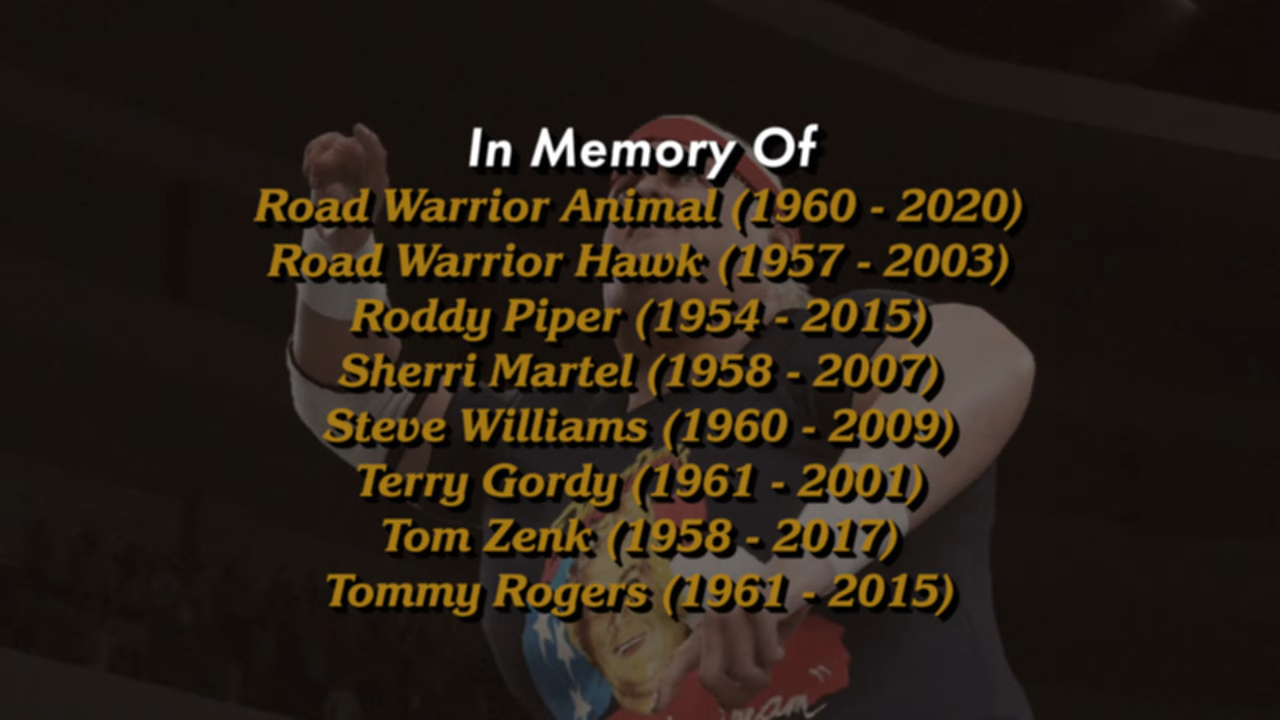 In Memory Of
Road Warrior Animal (1960 - 2020)
Road Warrior Hawk (1957 - 2003)
Roddy Piper (1954 - 2015)
Sherri Martel (1958 - 2007)
Steve Williams (1960 - 2009)
Terry Gordy (1961 - 2001)
Tom Zenk (1958 - 2017)
Tommy Rogers (1961 - 2015)